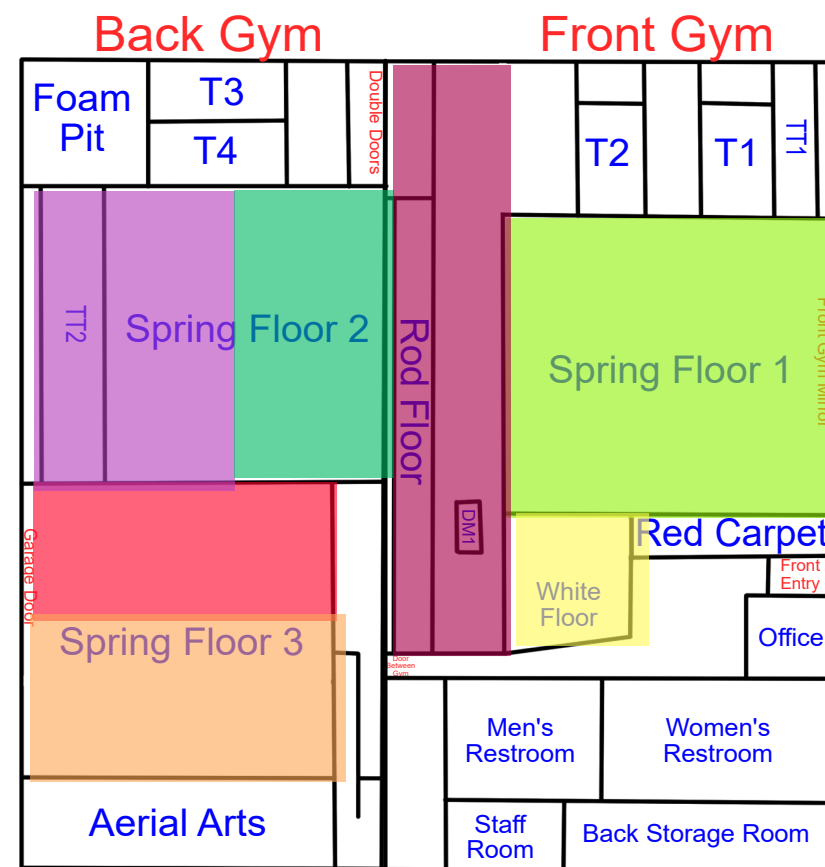 Back Gym
Front Gym
Foam
Pit
T3
T4
Double Doors
T2
T1
TT1
TT2
Spring Floor 2
Rod Floor
Spring Floor 1
Front Gym Mirror
DM1
Red Carpet
White
Floor
Front
Entry
Office
Garage Door
Spring Floor 3
Door
Between
Gym
Men's
Restroom
Women's
Restroom
Aerial Arts
Staff
Room
Back Storage Room